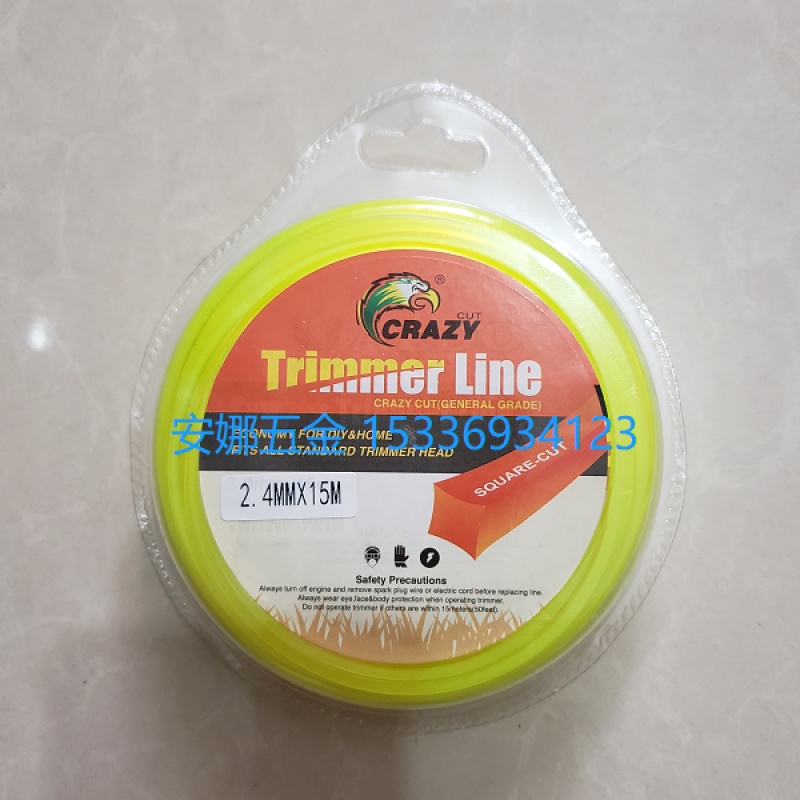 ®
CUT
CRAZY
Trimmer Line
CRAZY CUT(GENERAL GRADE)
ECONOMY FOR DIY&HOME
安娜五金 15336934123
FITS ALL STANDARD TRIMMER HEAD
SQUARE-CUT
2.4MMX15M
Safety Precautions
Always turn off engine and remove spark plug wire or electric cord before replacing line.
Always wear eye,face&body protection when operating trimmer.
Do not operate trimmer if others are within 15meters(50feet).